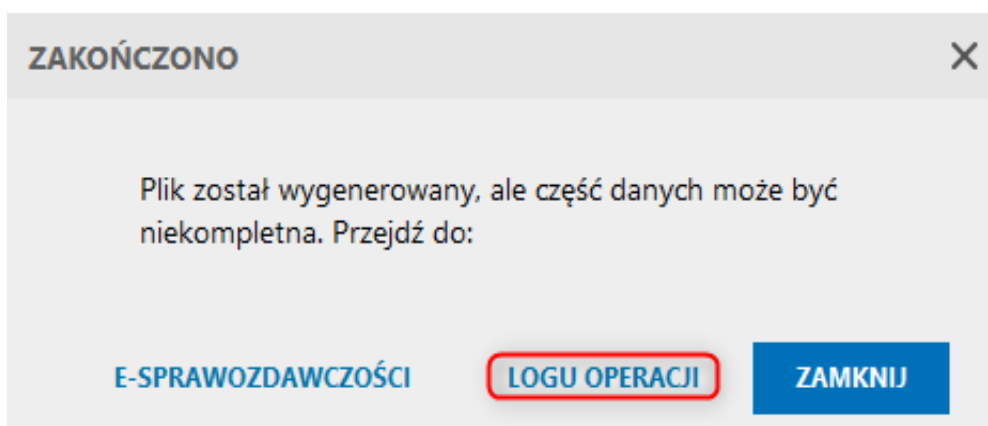 ZAKOŃCZONO
Plik został wygenerowany, ale część danych może być
niekompletna. Przejdź do:
E-SPRAWOZDAWCZOŚCI LOGU OPERACJI ZAMKNIJ